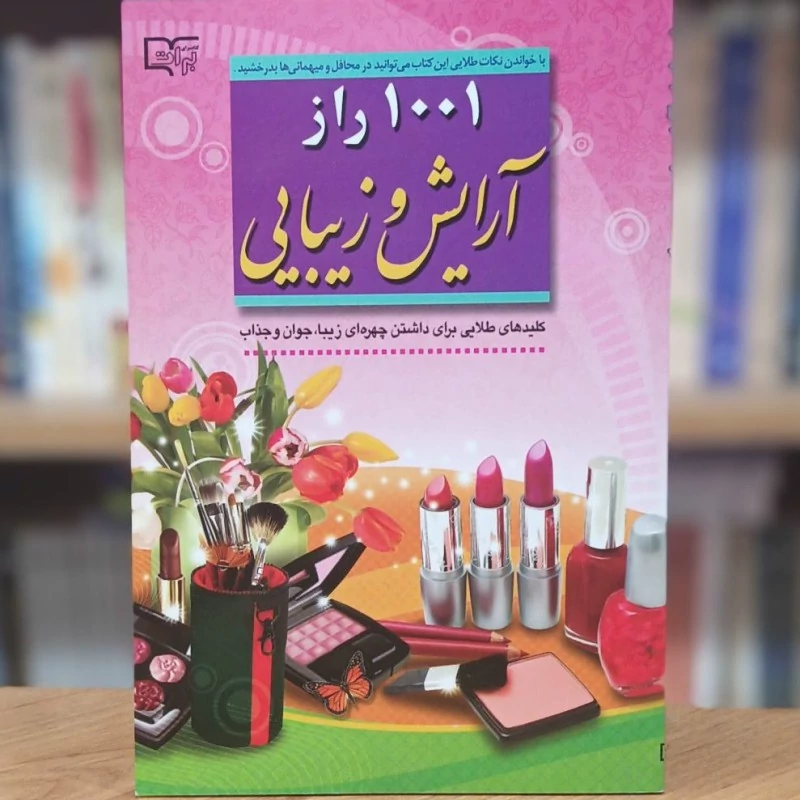 برات
با خواندن نکات طلایی این کتاب می‌توانید در محافل و میهمانی‌ها بدرخشید.
۱۰۰۱ راز
آرایش و زیبایی
کلیدهای طلایی برای داشتن چهره‌ای زیبا، جوان و جذاب